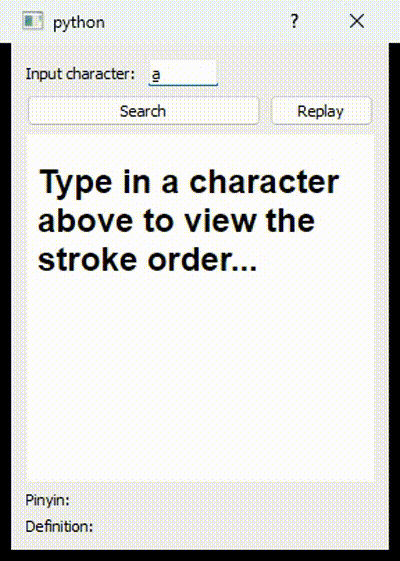 python
?
Input character: a
Search
Replay
Type in a character
above to view the
stroke order...
Pinyin:
Definition: